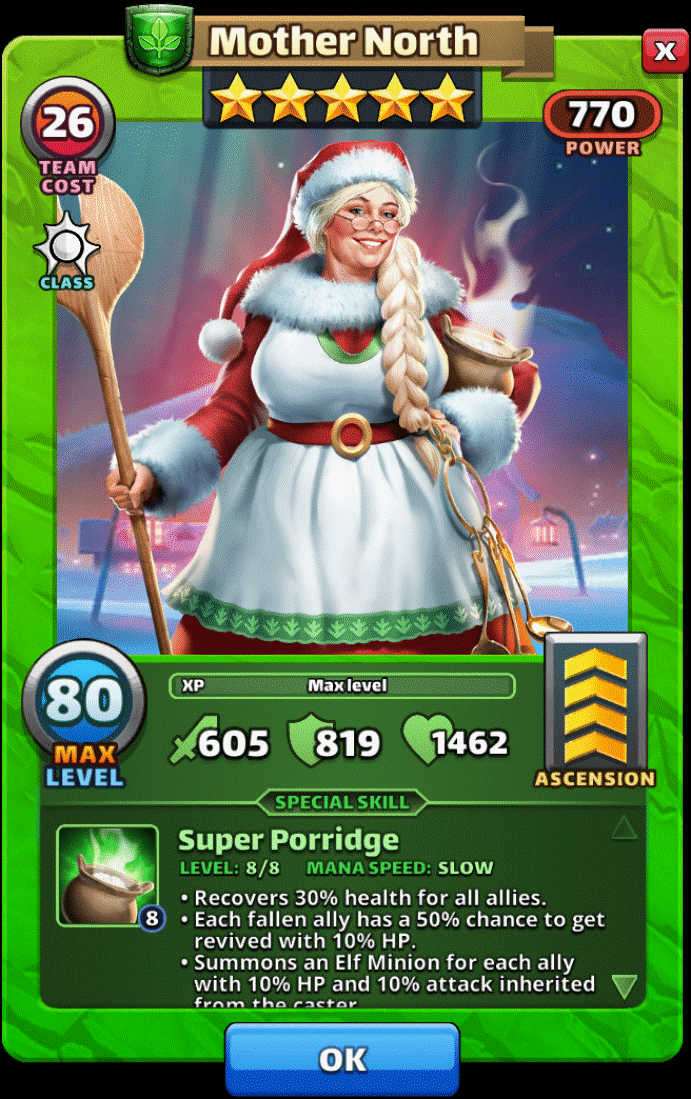 Mother North
X
26
TEAM
COST
770
POWER
CLASS
80
MAX
LEVEL
XP Max level
605 819 1462
ASCENSION
SPECIAL SKILL
Super Porridge
LEVEL: 8/8 MANA SPEED: SLOW
8
• Recovers 30% health for all allies.
• Each fallen ally has a 50% chance to get
revived with 10% HP.
• Summons an Elf Minion for each ally
with 10% HP and 10% attack inherited
from the caster
OK